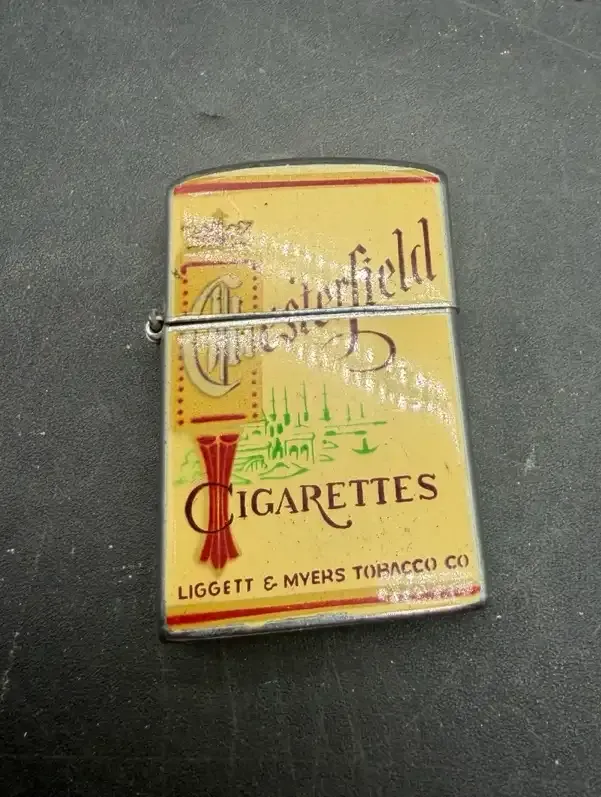 Chesterfield
CIGARETTES
LIGGETT & MYERS TOBACCO CO